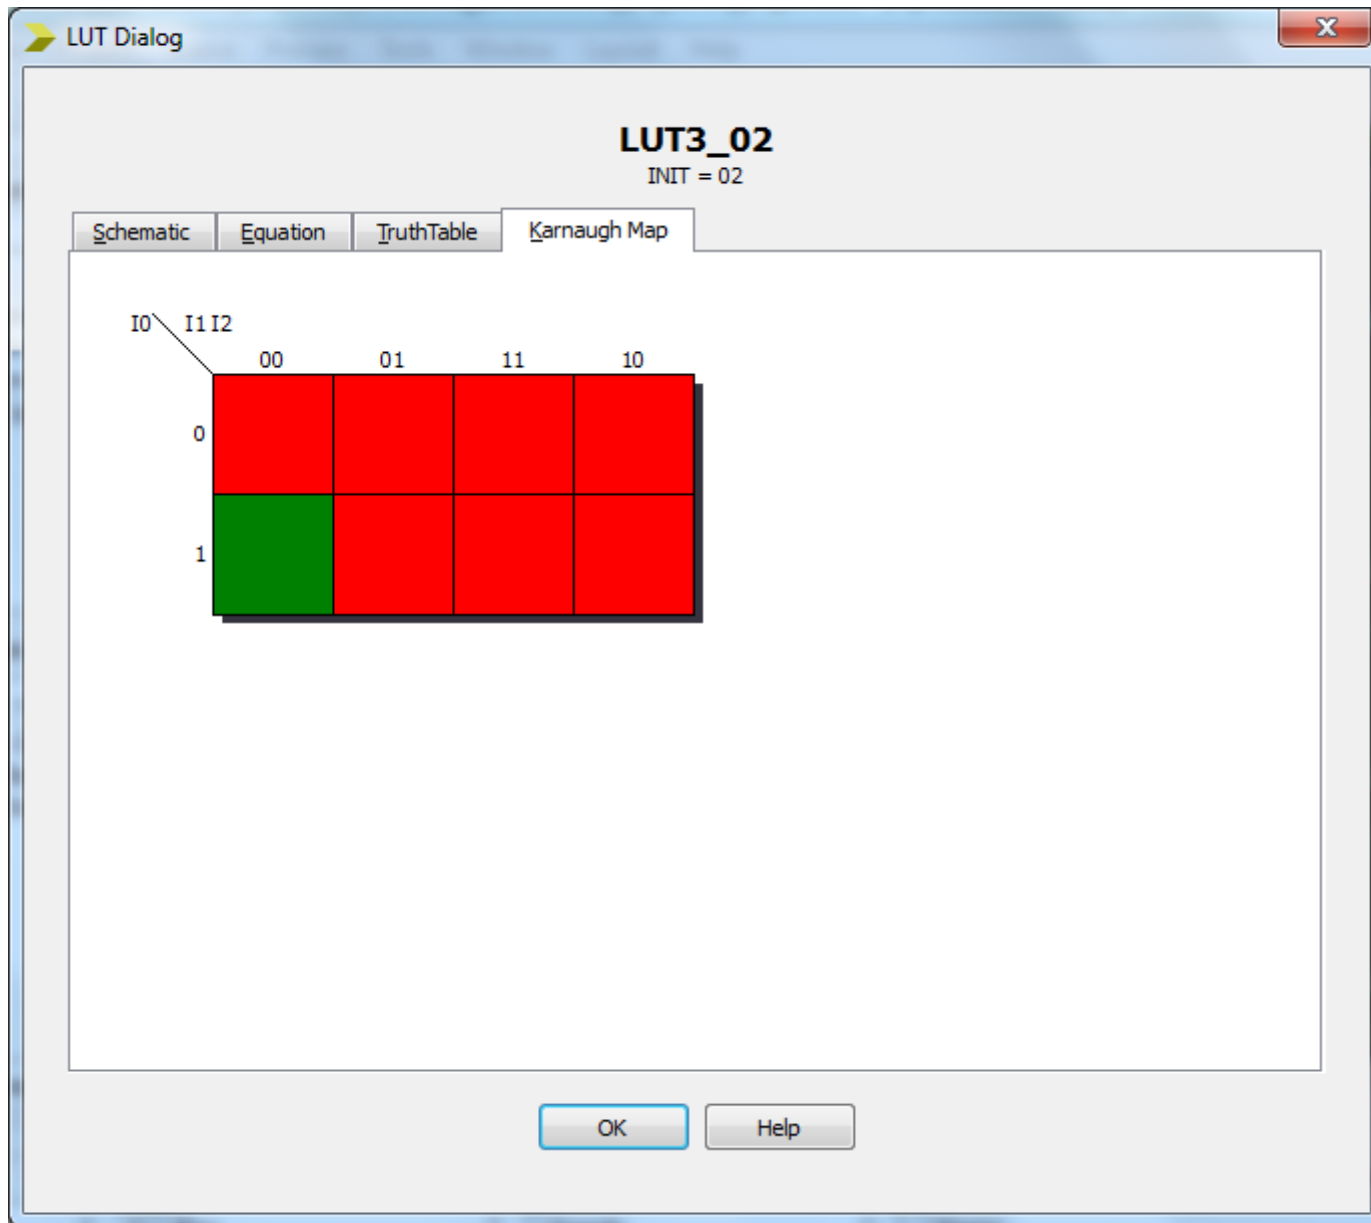 LUT Dialog
LUT3_02
INIT = 02
Schematic Equation TruthTable Karnaugh Map
I0 I1 I2
00 01 11 10
0
1
OK Help